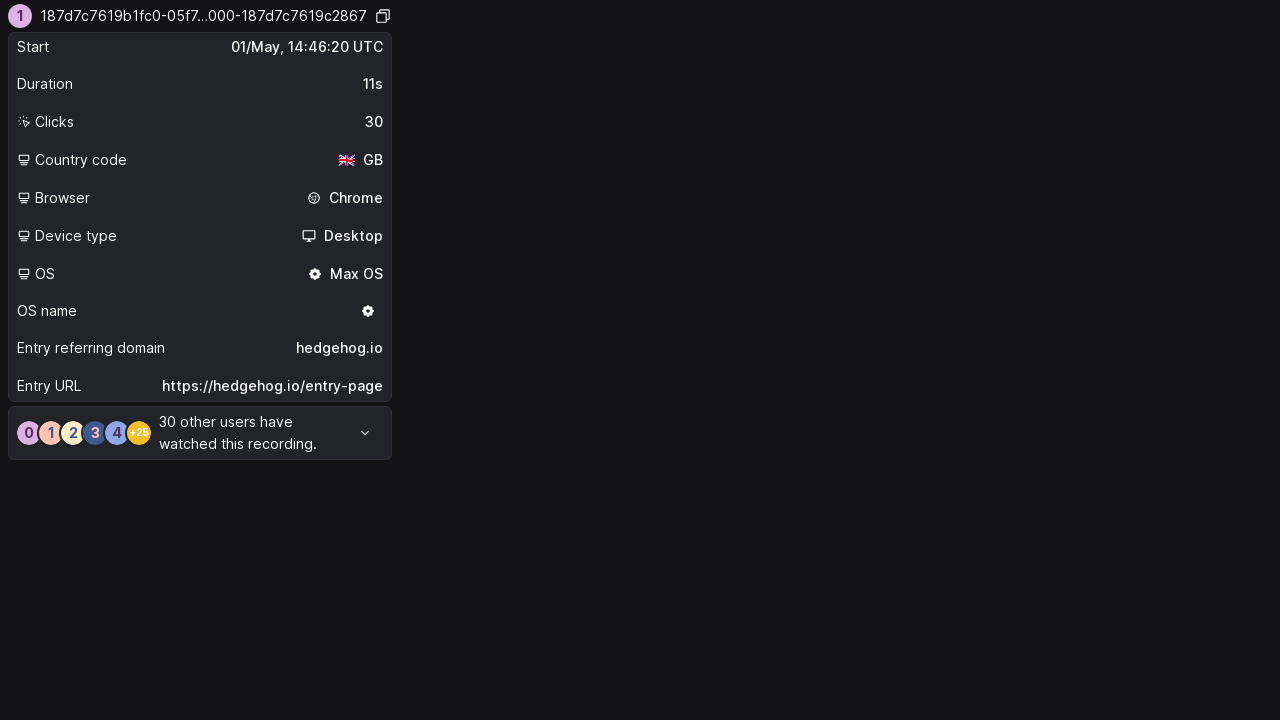 1 187d7c7619b1fc0-05f7…000-187d7c7619c2867
Start 01/May, 14:46:20 UTC
Duration 11s
Clicks 30
Country code GB
Browser Chrome
Device type Desktop
OS Max OS
OS name
Entry referring domain hedgehog.io
Entry URL https://hedgehog.io/entry-page
0 1 2 3 4 +25
30 other users have
watched this recording.